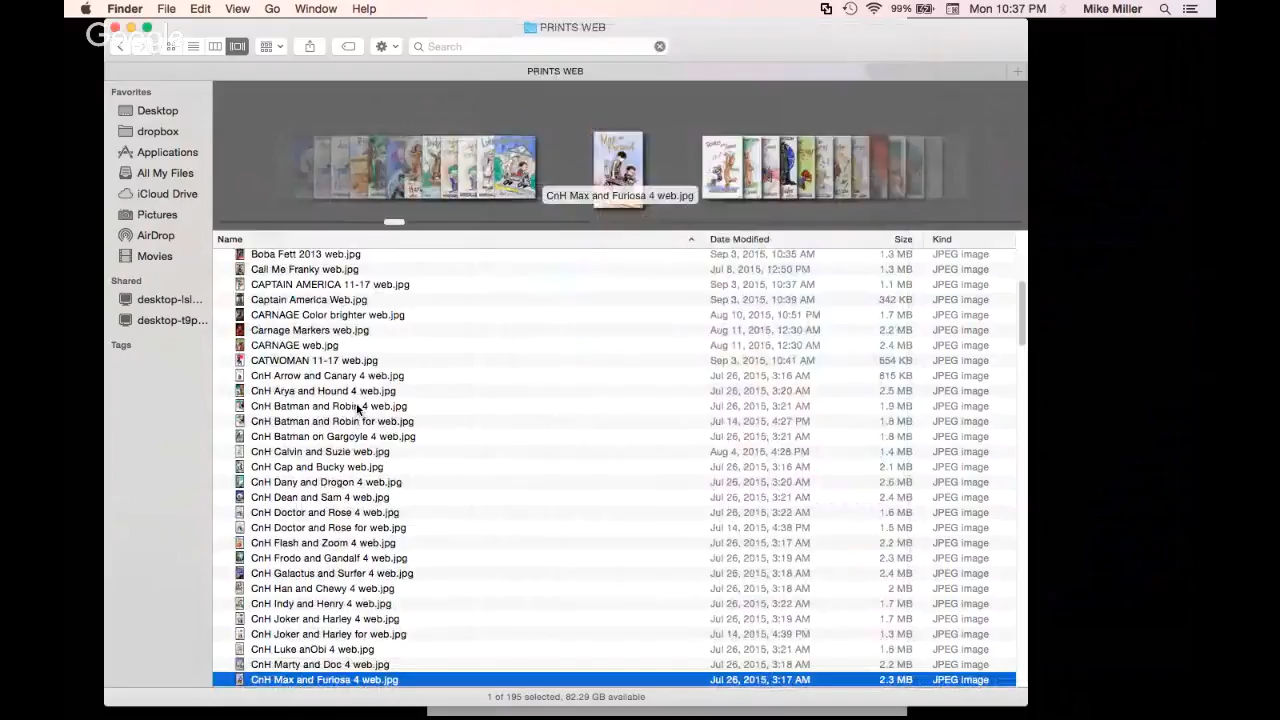 Finder File Edit View Go Window Help 99% Mon 10:37 PM Mike Miller
Google
PRINTS WEB
Search
PRINTS WEB
Favorites
Desktop
dropbox
Applications
All My Files
iCloud Drive
Pictures
AirDrop
Movies
Shared
desktop-lsi...
desktop-t9p...
Tags
CnH Max and Furiosa 4 web.jpg
Name Date Modified Size Kind
Boba Fett 2013 web.jpg Sep 3, 2015, 10:35 AM 1.3 MB JPEG image
Call Me Franky web.jpg Jul 8, 2015, 12:50 PM 1.3 MB JPEG image
CAPTAIN AMERICA 11-17 web.jpg Sep 3, 2015, 10:37 AM 1.1 MB JPEG image
Captain America Web.jpg Sep 3, 2015, 10:39 AM 342 KB JPEG image
CARNAGE Color brighter web.jpg Aug 10, 2015, 10:51 PM 1.7 MB JPEG image
Carnage Markers web.jpg Aug 11, 2015, 12:30 AM 2.2 MB JPEG image
CARNAGE web.jpg Aug 11, 2015, 12:30 AM 2.4 MB JPEG image
CATWOMAN 11-17 web.jpg Sep 3, 2015, 10:41 AM 654 KB JPEG image
CnH Arrow and Canary 4 web.jpg Jul 26, 2015, 3:16 AM 815 KB JPEG image
CnH Arya and Hound 4 web.jpg Jul 26, 2015, 3:20 AM 2.5 MB JPEG image
CnH Batman and Robin 4 web.jpg Jul 26, 2015, 3:21 AM 1.9 MB JPEG image
CnH Batman and Robin for web.jpg Jul 14, 2015, 4:27 PM 1.8 MB JPEG image
CnH Batman on Gargoyle 4 web.jpg Jul 26, 2015, 3:21 AM 1.8 MB JPEG image
CnH Calvin and Suzie web.jpg Aug 4, 2015, 4:28 PM 1.4 MB JPEG image
CnH Cap and Bucky web.jpg Jul 26, 2015, 3:16 AM 2.1 MB JPEG image
CnH Dany and Drogon 4 web.jpg Jul 26, 2015, 3:20 AM 2.6 MB JPEG image
CnH Dean and Sam 4 web.jpg Jul 26, 2015, 3:21 AM 2.4 MB JPEG image
CnH Doctor and Rose 4 web.jpg Jul 26, 2015, 3:22 AM 1.6 MB JPEG image
CnH Doctor and Rose for web.jpg Jul 14, 2015, 4:38 PM 1.5 MB JPEG image
CnH Flash and Zoom 4 web.jpg Jul 26, 2015, 3:17 AM 2.2 MB JPEG image
CnH Frodo and Gandalf 4 web.jpg Jul 26, 2015, 3:19 AM 2.3 MB JPEG image
CnH Galactus and Surfer 4 web.jpg Jul 26, 2015, 3:18 AM 2.4 MB JPEG image
CnH Han and Chewy 4 web.jpg Jul 26, 2015, 3:18 AM 2 MB JPEG image
CnH Indy and Henry 4 web.jpg Jul 26, 2015, 3:22 AM 1.7 MB JPEG image
CnH Joker and Harley 4 web.jpg Jul 26, 2015, 3:19 AM 1.7 MB JPEG image
CnH Joker and Harley for web.jpg Jul 14, 2015, 4:39 PM 1.3 MB JPEG image
CnH Luke anObi 4 web.jpg Jul 26, 2015, 3:21 AM 1.6 MB JPEG image
CnH Marty and Doc 4 web.jpg Jul 26, 2015, 3:18 AM 2.2 MB JPEG image
CnH Max and Furiosa 4 web.jpg Jul 26, 2015, 3:17 AM 2.3 MB JPEG image
1 of 195 selected, 82.29 GB available